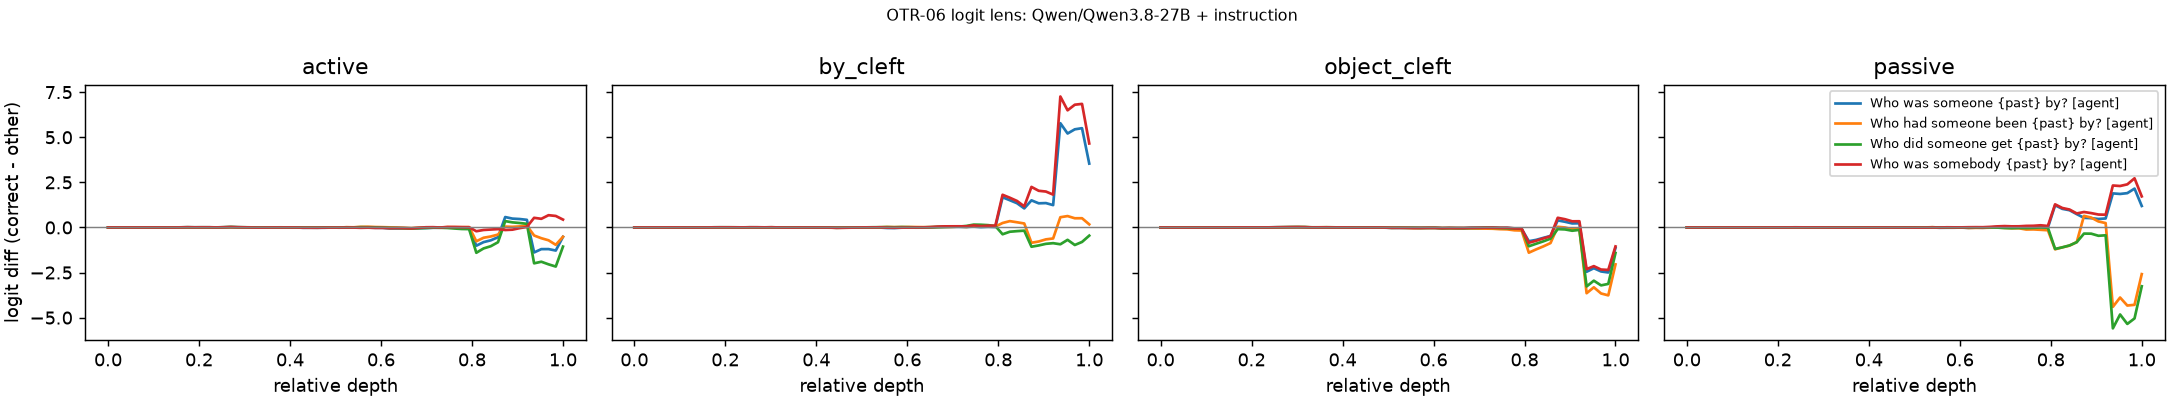 OTR-06 logit lens: Qwen/Qwen3.8-27B + instruction
active
by_cleft
object_cleft
passive
logit diff (correct - other)
7.5
5.0
2.5
0.0
−2.5
−5.0
Who was someone {past} by? [agent]
Who had someone been {past} by? [agent]
Who did someone get {past} by? [agent]
Who was somebody {past} by? [agent]
0.0 0.2 0.4 0.6 0.8 1.0
0.0 0.2 0.4 0.6 0.8 1.0
0.0 0.2 0.4 0.6 0.8 1.0
0.0 0.2 0.4 0.6 0.8 1.0
relative depth
relative depth
relative depth
relative depth